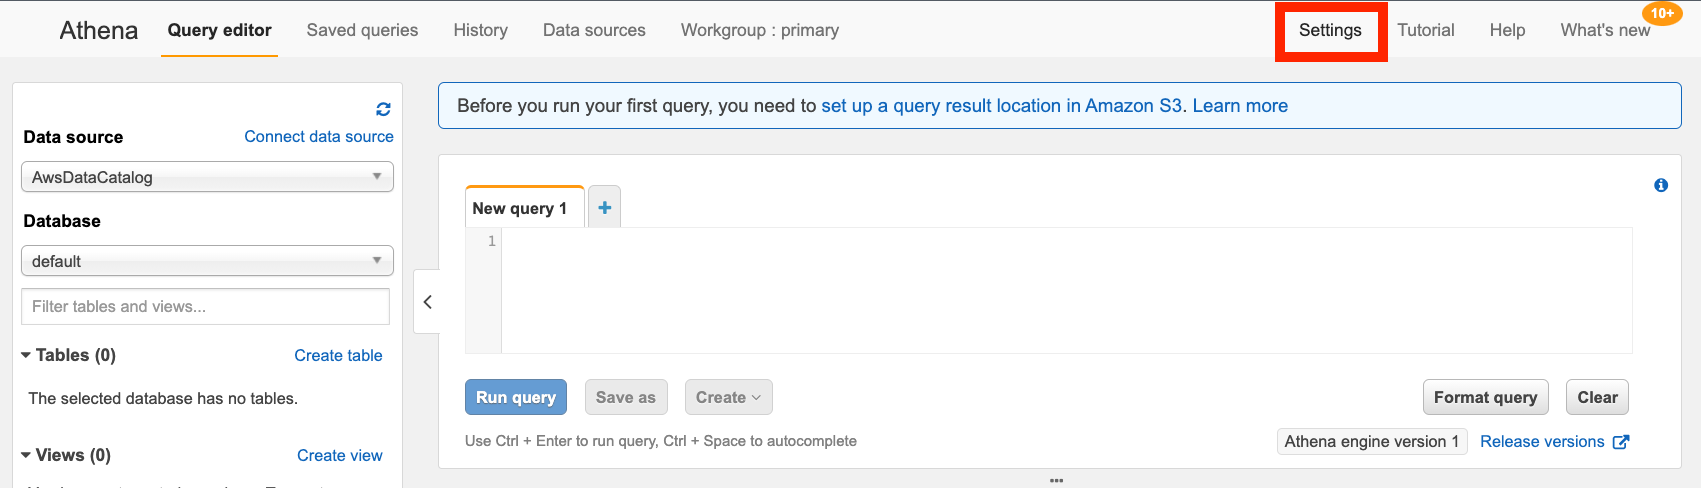 Athena Query editor Saved queries History Data sources Workgroup : primary Settings Tutorial Help What's new 10+
Before you run your first query, you need to set up a query result location in Amazon S3. Learn more
Data source Connect data source
AwsDataCatalog
Database
default
Filter tables and views...
Tables (0) Create table
The selected database has no tables.
Views (0) Create view
New query 1
1
Run query Save as Create Format query Clear
Use Ctrl + Enter to run query, Ctrl + Space to autocomplete Athena engine version 1 Release versions